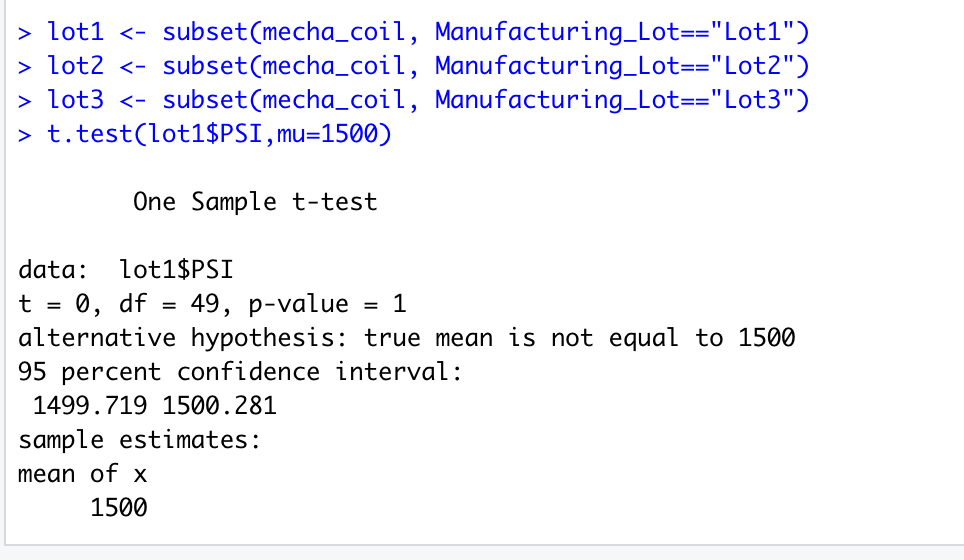 > lot1 <- subset(mecha_coil, Manufacturing_Lot=="Lot1")
> lot2 <- subset(mecha_coil, Manufacturing_Lot=="Lot2")
> lot3 <- subset(mecha_coil, Manufacturing_Lot=="Lot3")
> t.test(lot1$PSI,mu=1500)
One Sample t-test
data:  lot1$PSI
t = 0, df = 49, p-value = 1
alternative hypothesis: true mean is not equal to 1500
95 percent confidence interval:
1499.719 1500.281
sample estimates:
mean of x
1500